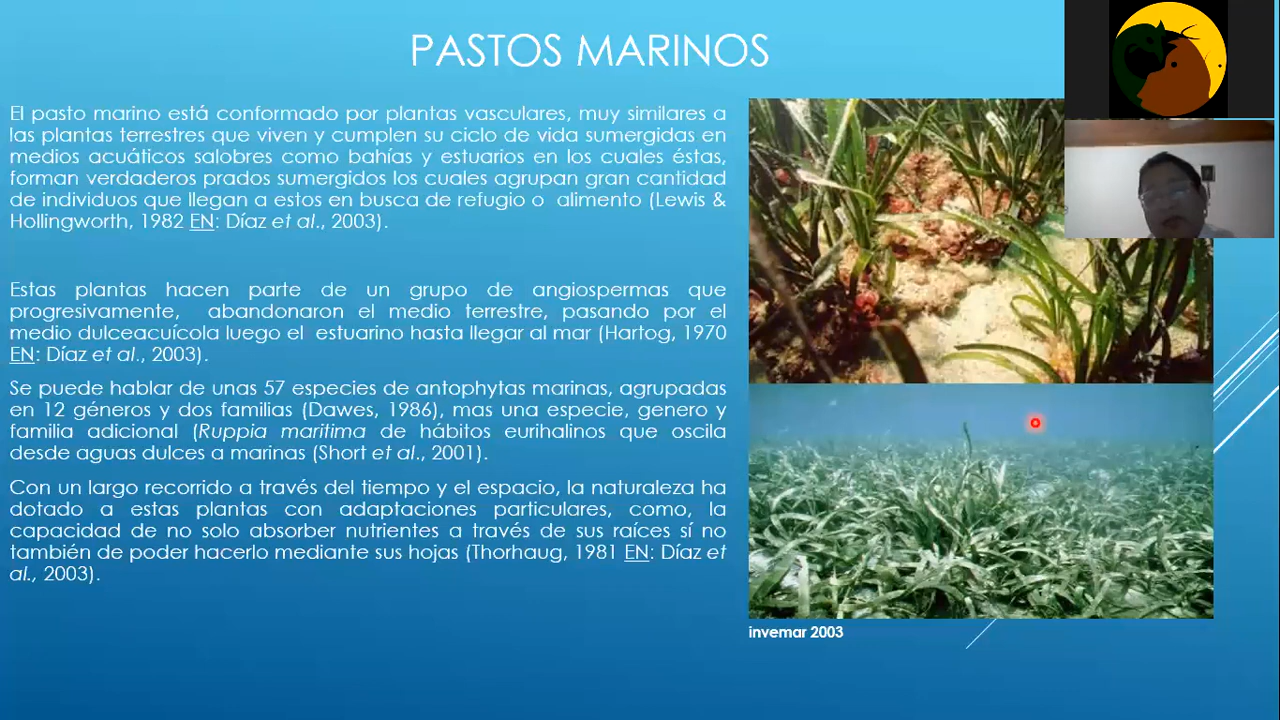 PASTOS MARINOS
El pasto marino está conformado por plantas vasculares, muy similares a
las plantas terrestres que viven y cumplen su ciclo de vida sumergidas en
medios acuáticos salobres como bahías y estuarios en los cuales éstas,
forman verdaderos prados sumergidos los cuales agrupan gran cantidad
de individuos que llegan a estos en busca de refugio o alimento (Lewis &
Hollingworth, 1982 EN: Díaz et al., 2003).
Estas plantas hacen parte de un grupo de angiospermas que
progresivamente, abandonaron el medio terrestre, pasando por el
medio dulceacuícola luego el estuarino hasta llegar al mar (Hartog, 1970
EN: Díaz et al., 2003).
Se puede hablar de unas 57 especies de antophytas marinas, agrupadas
en 12 géneros y dos familias (Dawes, 1986), mas una especie, genero y
familia adicional (Ruppia maritima de hábitos eurihalinos que oscila
desde aguas dulces a marinas (Short et al., 2001).
Con un largo recorrido a través del tiempo y el espacio, la naturaleza ha
dotado a estas plantas con adaptaciones particulares, como, la
capacidad de no solo absorber nutrientes a través de sus raíces sí no
también de poder hacerlo mediante sus hojas (Thorhaug, 1981 EN: Díaz et
al., 2003).
invemar 2003